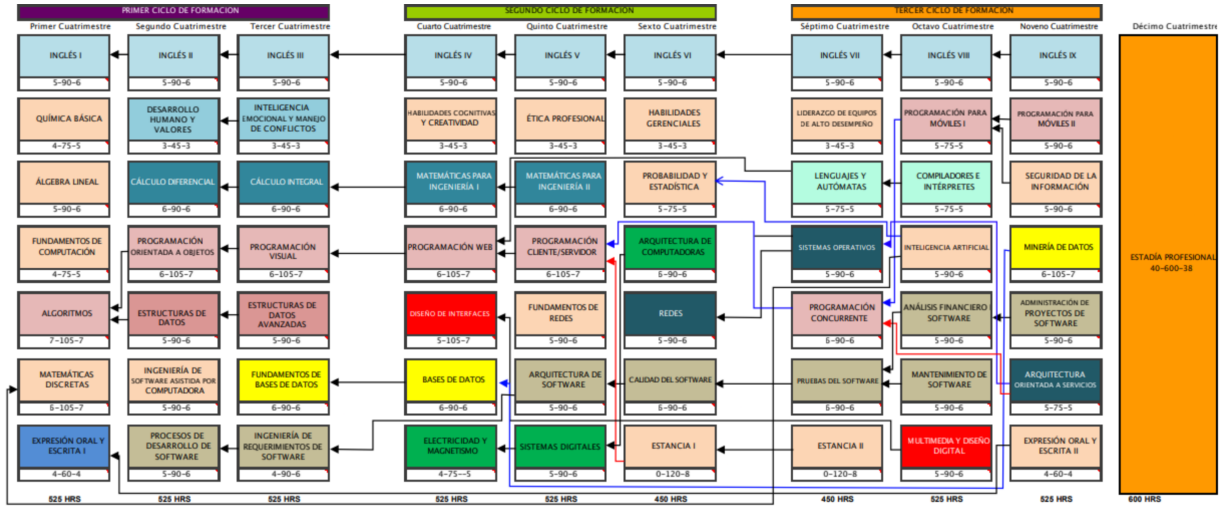 PRIMER CICLO DE FORMACION
SEGUNDO CICLO DE FORMACION
TERCER CICLO DE FORMACION
Primer Cuatrimestre
Segundo Cuatrimestre
Tercer Cuatrimestre
Cuarto Cuatrimestre
Quinto Cuatrimestre
Sexto Cuatrimestre
Séptimo Cuatrimestre
Octavo Cuatrimestre
Noveno Cuatrimestre
Décimo Cuatrimestre
INGLÉS I
5-90-6
INGLÉS II
5-90-6
INGLÉS III
5-90-6
INGLÉS IV
5-90-6
INGLÉS V
5-90-6
INGLÉS VI
5-90-6
INGLÉS VII
5-90-6
INGLÉS VIII
5-90-6
INGLÉS IX
5-90-6
QUÍMICA BÁSICA
4-75-5
DESARROLLO
HUMANO Y
VALORES
3-45-3
INTELIGENCIA
EMOCIONAL Y MANEJO
DE CONFLICTOS
3-45-3
HABILIDADES COGNITIVAS
Y CREATIVIDAD
3-45-3
ÉTICA PROFESIONAL
3-45-3
HABILIDADES
GERENCIALES
3-45-3
LIDERAZGO DE EQUIPOS
DE ALTO DESEMPEÑO
3-45-3
PROGRAMACIÓN PARA
MÓVILES I
5-75-5
PROGRAMACIÓN PARA
MÓVILES II
5-90-6
ÁLGEBRA LINEAL
5-90-6
CÁLCULO DIFERENCIAL
6-90-6
CÁLCULO INTEGRAL
6-90-6
MATEMÁTICAS PARA
INGENIERÍA I
6-90-6
MATEMÁTICAS PARA
INGENIERÍA II
6-90-6
PROBABILIDAD Y
ESTADÍSTICA
5-75-5
LENGUAJES Y
AUTÓMATAS
5-75-5
COMPILADORES E
INTÉRPRETES
5-75-5
SEGURIDAD DE LA
INFORMACIÓN
5-90-6
FUNDAMENTOS DE
COMPUTACIÓN
4-75-5
PROGRAMACIÓN
ORIENTADA A OBJETOS
6-105-7
PROGRAMACIÓN
VISUAL
6-105-7
PROGRAMACIÓN WEB
6-105-7
PROGRAMACIÓN
CLIENTE/SERVIDOR
6-105-7
ARQUITECTURA DE
COMPUTADORAS
6-90-6
SISTEMAS OPERATIVOS
5-90-6
INTELIGENCIA ARTIFICIAL
5-90-6
MINERÍA DE DATOS
6-105-7
ESTADÍA PROFESIONAL
40-600-38
ALGORITMOS
7-105-7
ESTRUCTURAS DE
DATOS
5-90-6
ESTRUCTURAS DE
DATOS
AVANZADAS
5-90-6
DISEÑO DE INTERFACES
5-105-7
FUNDAMENTOS DE
REDES
5-90-6
REDES
5-90-6
PROGRAMACIÓN
CONCURRENTE
6-90-6
ANÁLISIS FINANCIERO
SOFTWARE
5-90-6
ADMINISTRACIÓN DE
PROYECTOS DE
SOFTWARE
5-90-6
MATEMÁTICAS
DISCRETAS
6-105-7
INGENIERÍA DE
SOFTWARE ASISTIDA POR
COMPUTADORA
5-90-6
FUNDAMENTOS DE
BASES DE DATOS
6-90-6
BASES DE DATOS
6-90-6
ARQUITECTURA DE
SOFTWARE
5-90-6
CALIDAD DEL SOFTWARE
5-90-6
PRUEBAS DEL SOFTWARE
6-90-6
MANTENIMIENTO DE
SOFTWARE
5-90-6
ARQUITECTURA
ORIENTADA A SERVICIOS
5-75-5
EXPRESIÓN ORAL Y
ESCRITA I
4-60-4
PROCESOS DE
DESARROLLO DE
SOFTWARE
5-90-6
INGENIERÍA DE
REQUERIMIENTOS DE
SOFTWARE
4-90-6
ELECTRICIDAD Y
MAGNETISMO
4-75--5
SISTEMAS DIGITALES
5-90-6
ESTANCIA I
0-120-8
ESTANCIA II
0-120-8
MULTIMEDIA Y DISEÑO
DIGITAL
5-90-6
EXPRESIÓN ORAL Y
ESCRITA II
4-60-4
525 HRS
525 HRS
525 HRS
525 HRS
525 HRS
450 HRS
450 HRS
525 HRS
525 HRS
600 HRS